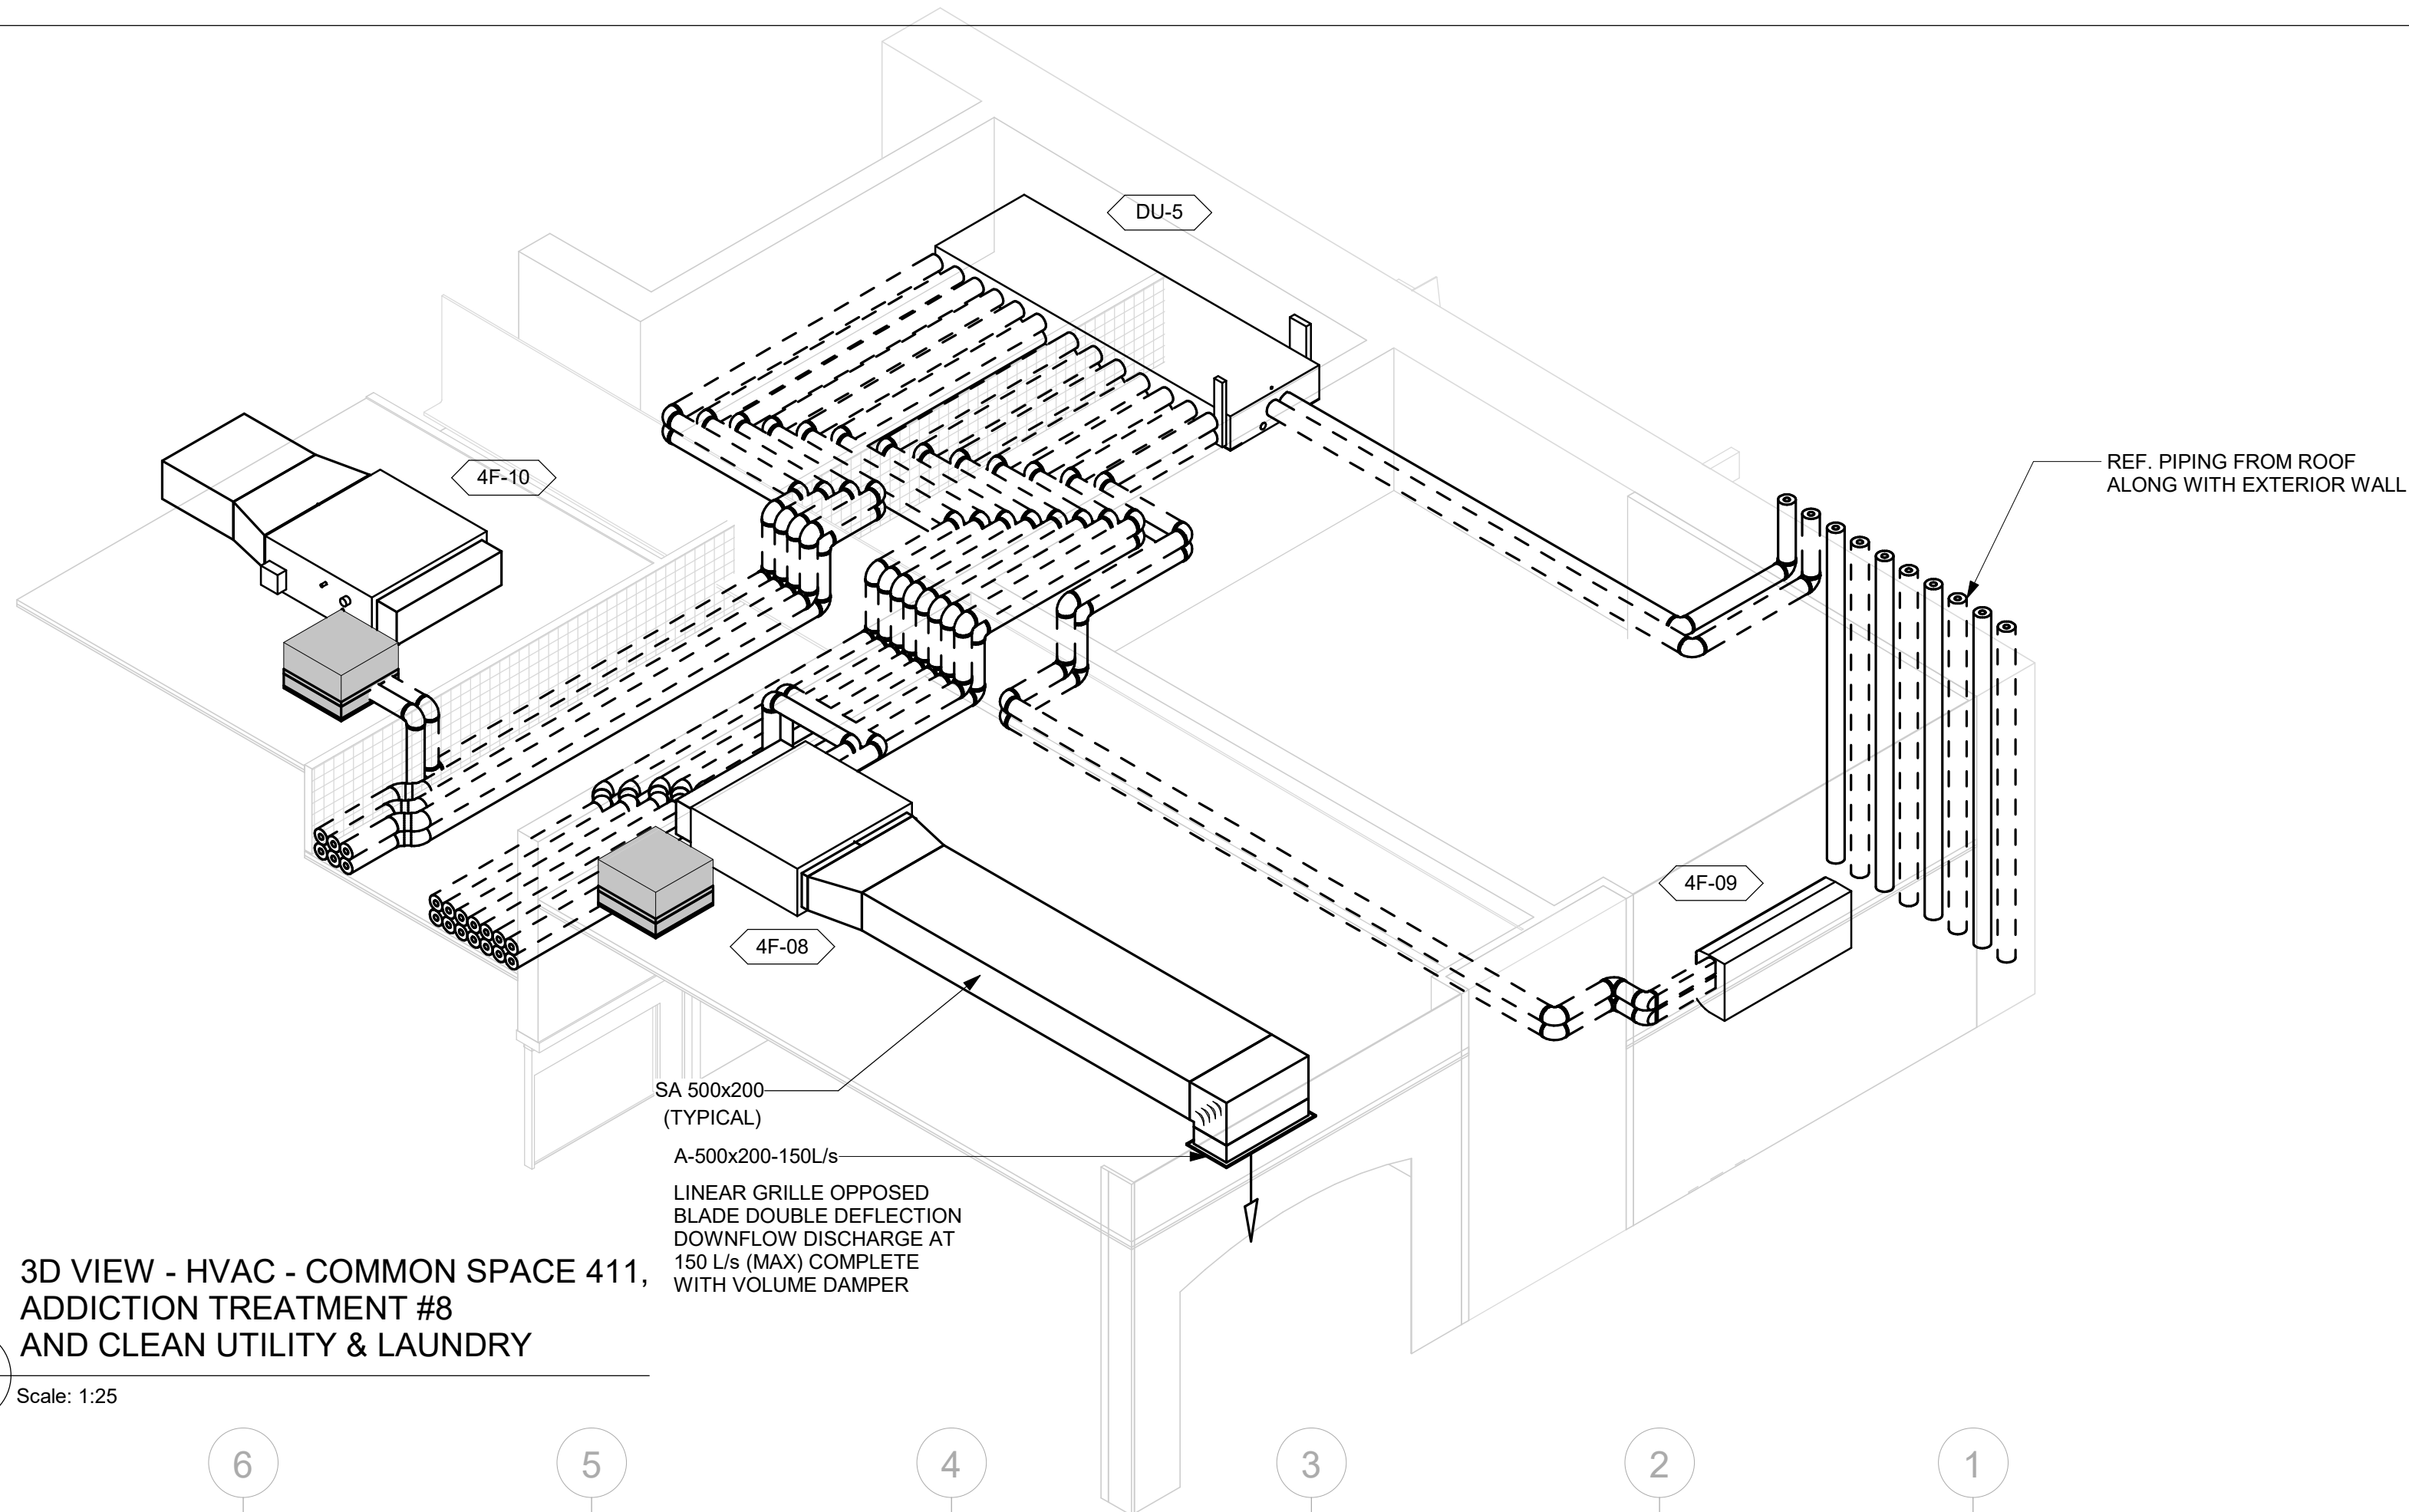 DU-5
4F-10
REF. PIPING FROM ROOF
ALONG WITH EXTERIOR WALL
4F-09
4F-08
SA 500x200
(TYPICAL)
A-500x200-150L/s
LINEAR GRILLE OPPOSED
BLADE DOUBLE DEFLECTION
DOWNFLOW DISCHARGE AT
150 L/s (MAX) COMPLETE
WITH VOLUME DAMPER
3D VIEW - HVAC - COMMON SPACE 411,
ADDICTION TREATMENT #8
AND CLEAN UTILITY & LAUNDRY
Scale: 1:25
6 5 4 3 2 1